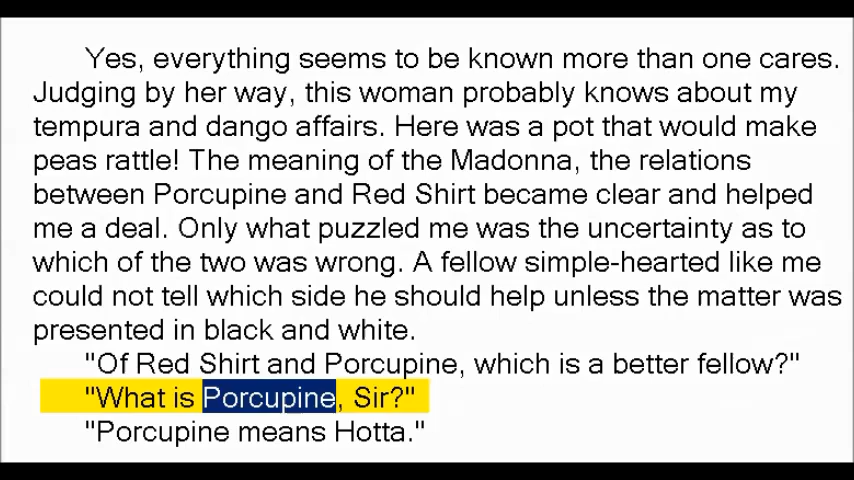 Yes, everything seems to be known more than one cares.
Judging by her way, this woman probably knows about my
tempura and dango affairs. Here was a pot that would make
peas rattle! The meaning of the Madonna, the relations
between Porcupine and Red Shirt became clear and helped
me a deal. Only what puzzled me was the uncertainty as to
which of the two was wrong. A fellow simple-hearted like me
could not tell which side he should help unless the matter was
presented in black and white.
"Of Red Shirt and Porcupine, which is a better fellow?"
"What is Porcupine, Sir?"
"Porcupine means Hotta."